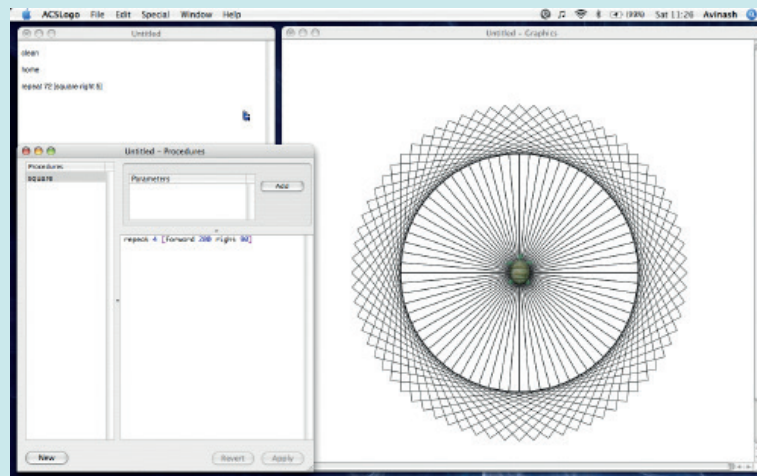 ACSLogo File Edit Special Window Help
(99%) Sat 11:26 Avinash
Untitled
clean
home
repeat 72 [square right 5]
Untitled - Graphics
Untitled - Procedures
Procedures
square
Parameters
Add
repeat 4 [forward 200 right 90]
New
Revert
Apply